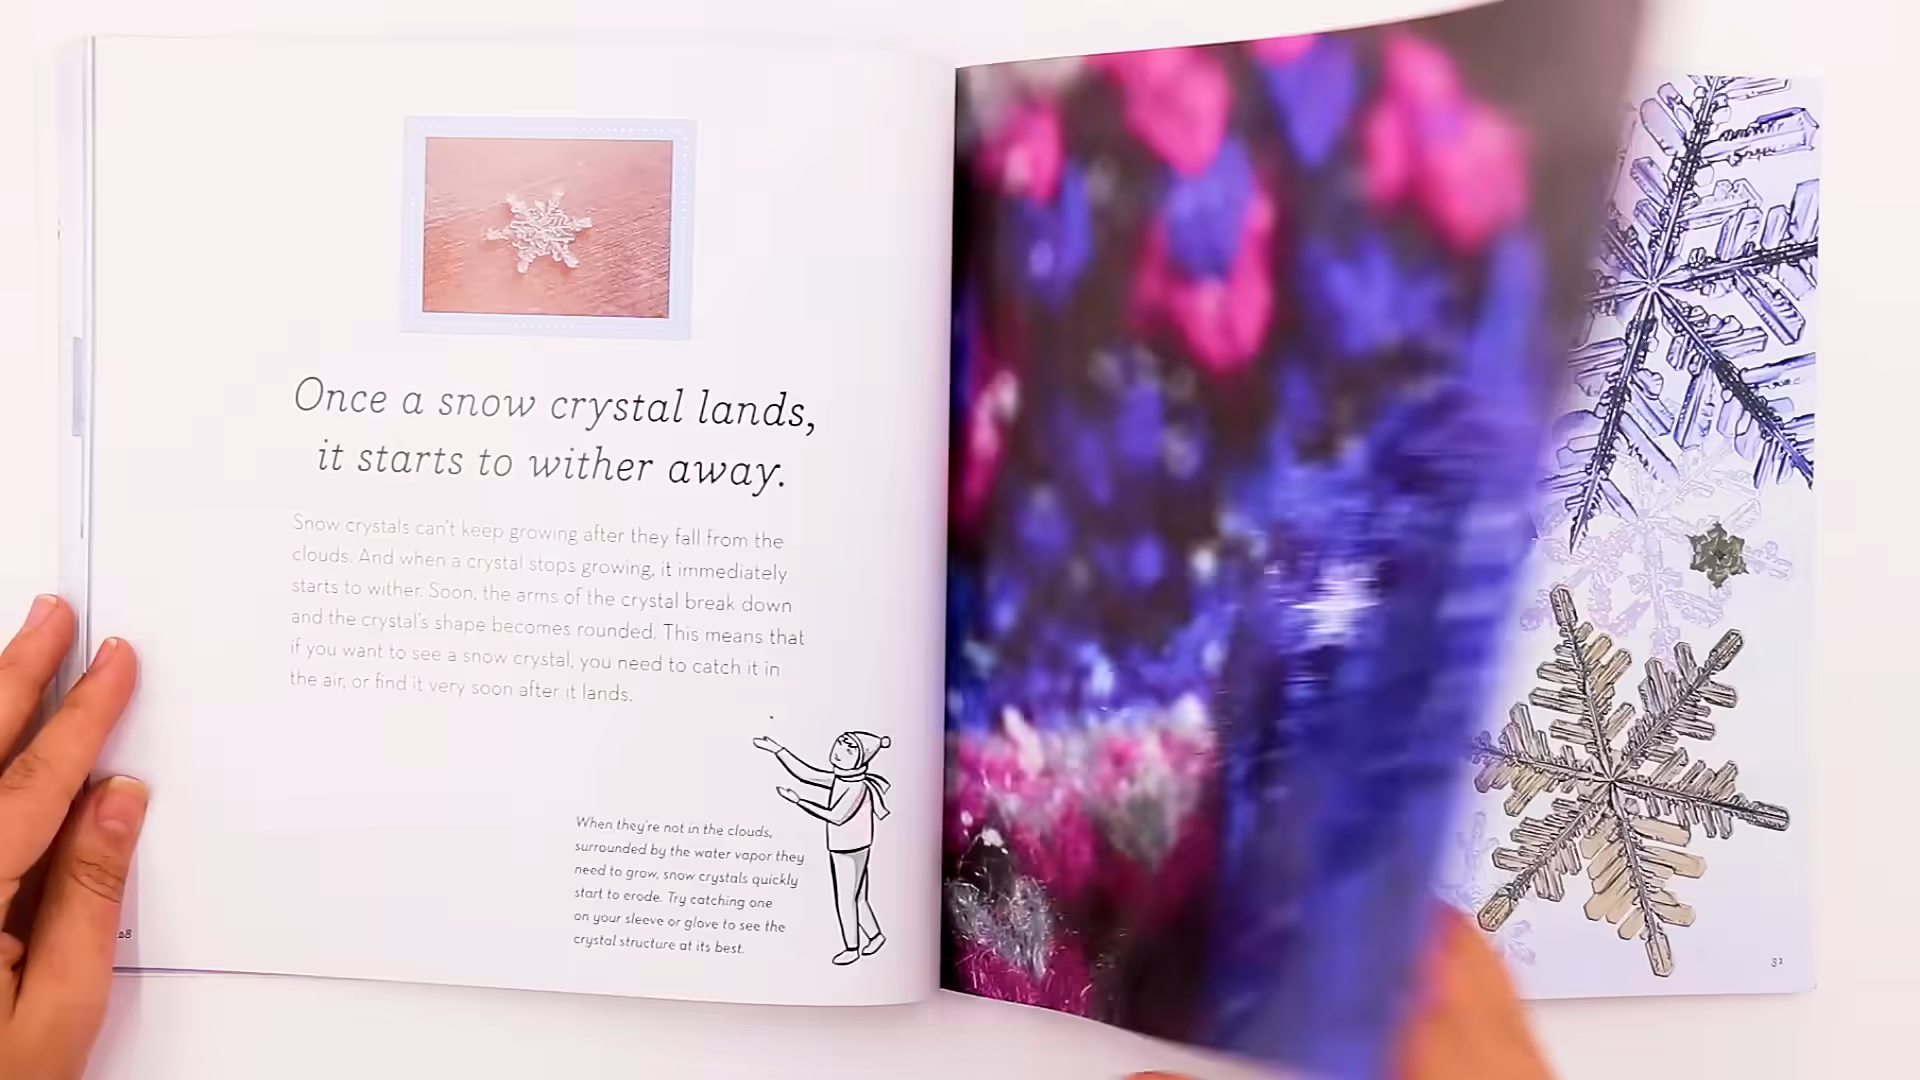 Once a snow crystal lands,
it starts to wither away.
Snow crystals can't keep growing after they fall from the
clouds. And when a crystal stops growing, it immediately
starts to wither. Soon, the arms of the crystal break down
and the crystal's shape becomes rounded. This means that
if you want to see a snow crystal, you need to catch it in
the air, or find it very soon after it lands.
When they're not in the clouds,
surrounded by the water vapor they
need to grow, snow crystals quickly
start to erode. Try catching one
on your sleeve or glove to see the
crystal structure at its best.
28
31